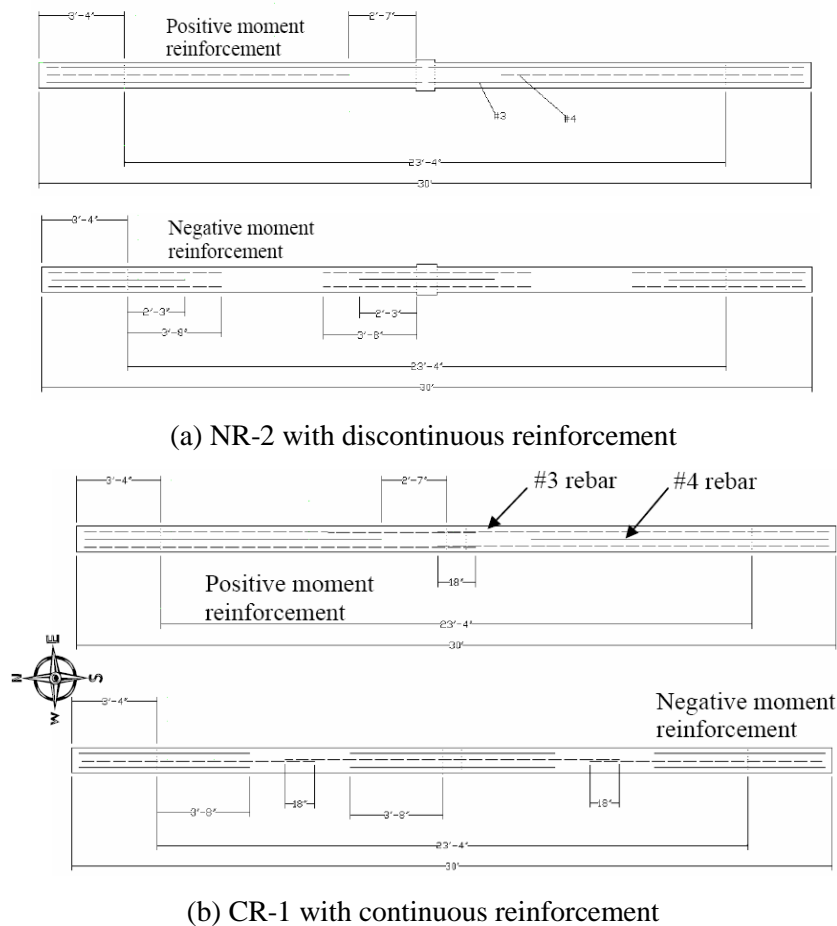 3'-4"
2'-7"
Positive moment
reinforcement
#3
#4
23'-4"
30'
3'-4"
Negative moment
reinforcement
2'-3"
2'-3"
3'-8"
3'-8"
23'-4"
30'
(a) NR-2 with discontinuous reinforcement
3'-4"
2'-7"
#3 rebar
#4 rebar
18"
Positive moment
reinforcement
23'-4"
30'
E
N
S
W
3'-4"
Negative moment
reinforcement
3'-8"
18"
3'-8"
18"
23'-4"
30'
(b) CR-1 with continuous reinforcement